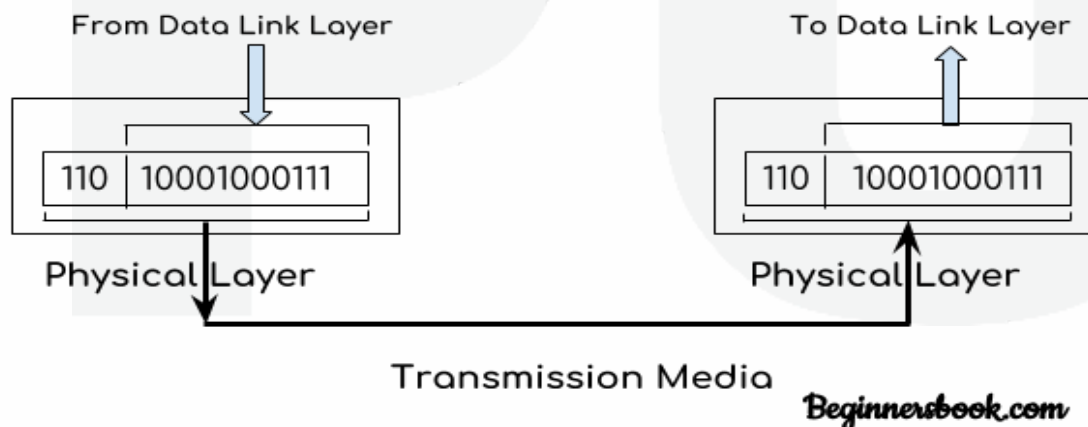 From Data Link Layer
To Data Link Layer
110 10001000111
110 10001000111
Physical Layer
Physical Layer
Transmission Media
Beginnersbook.com